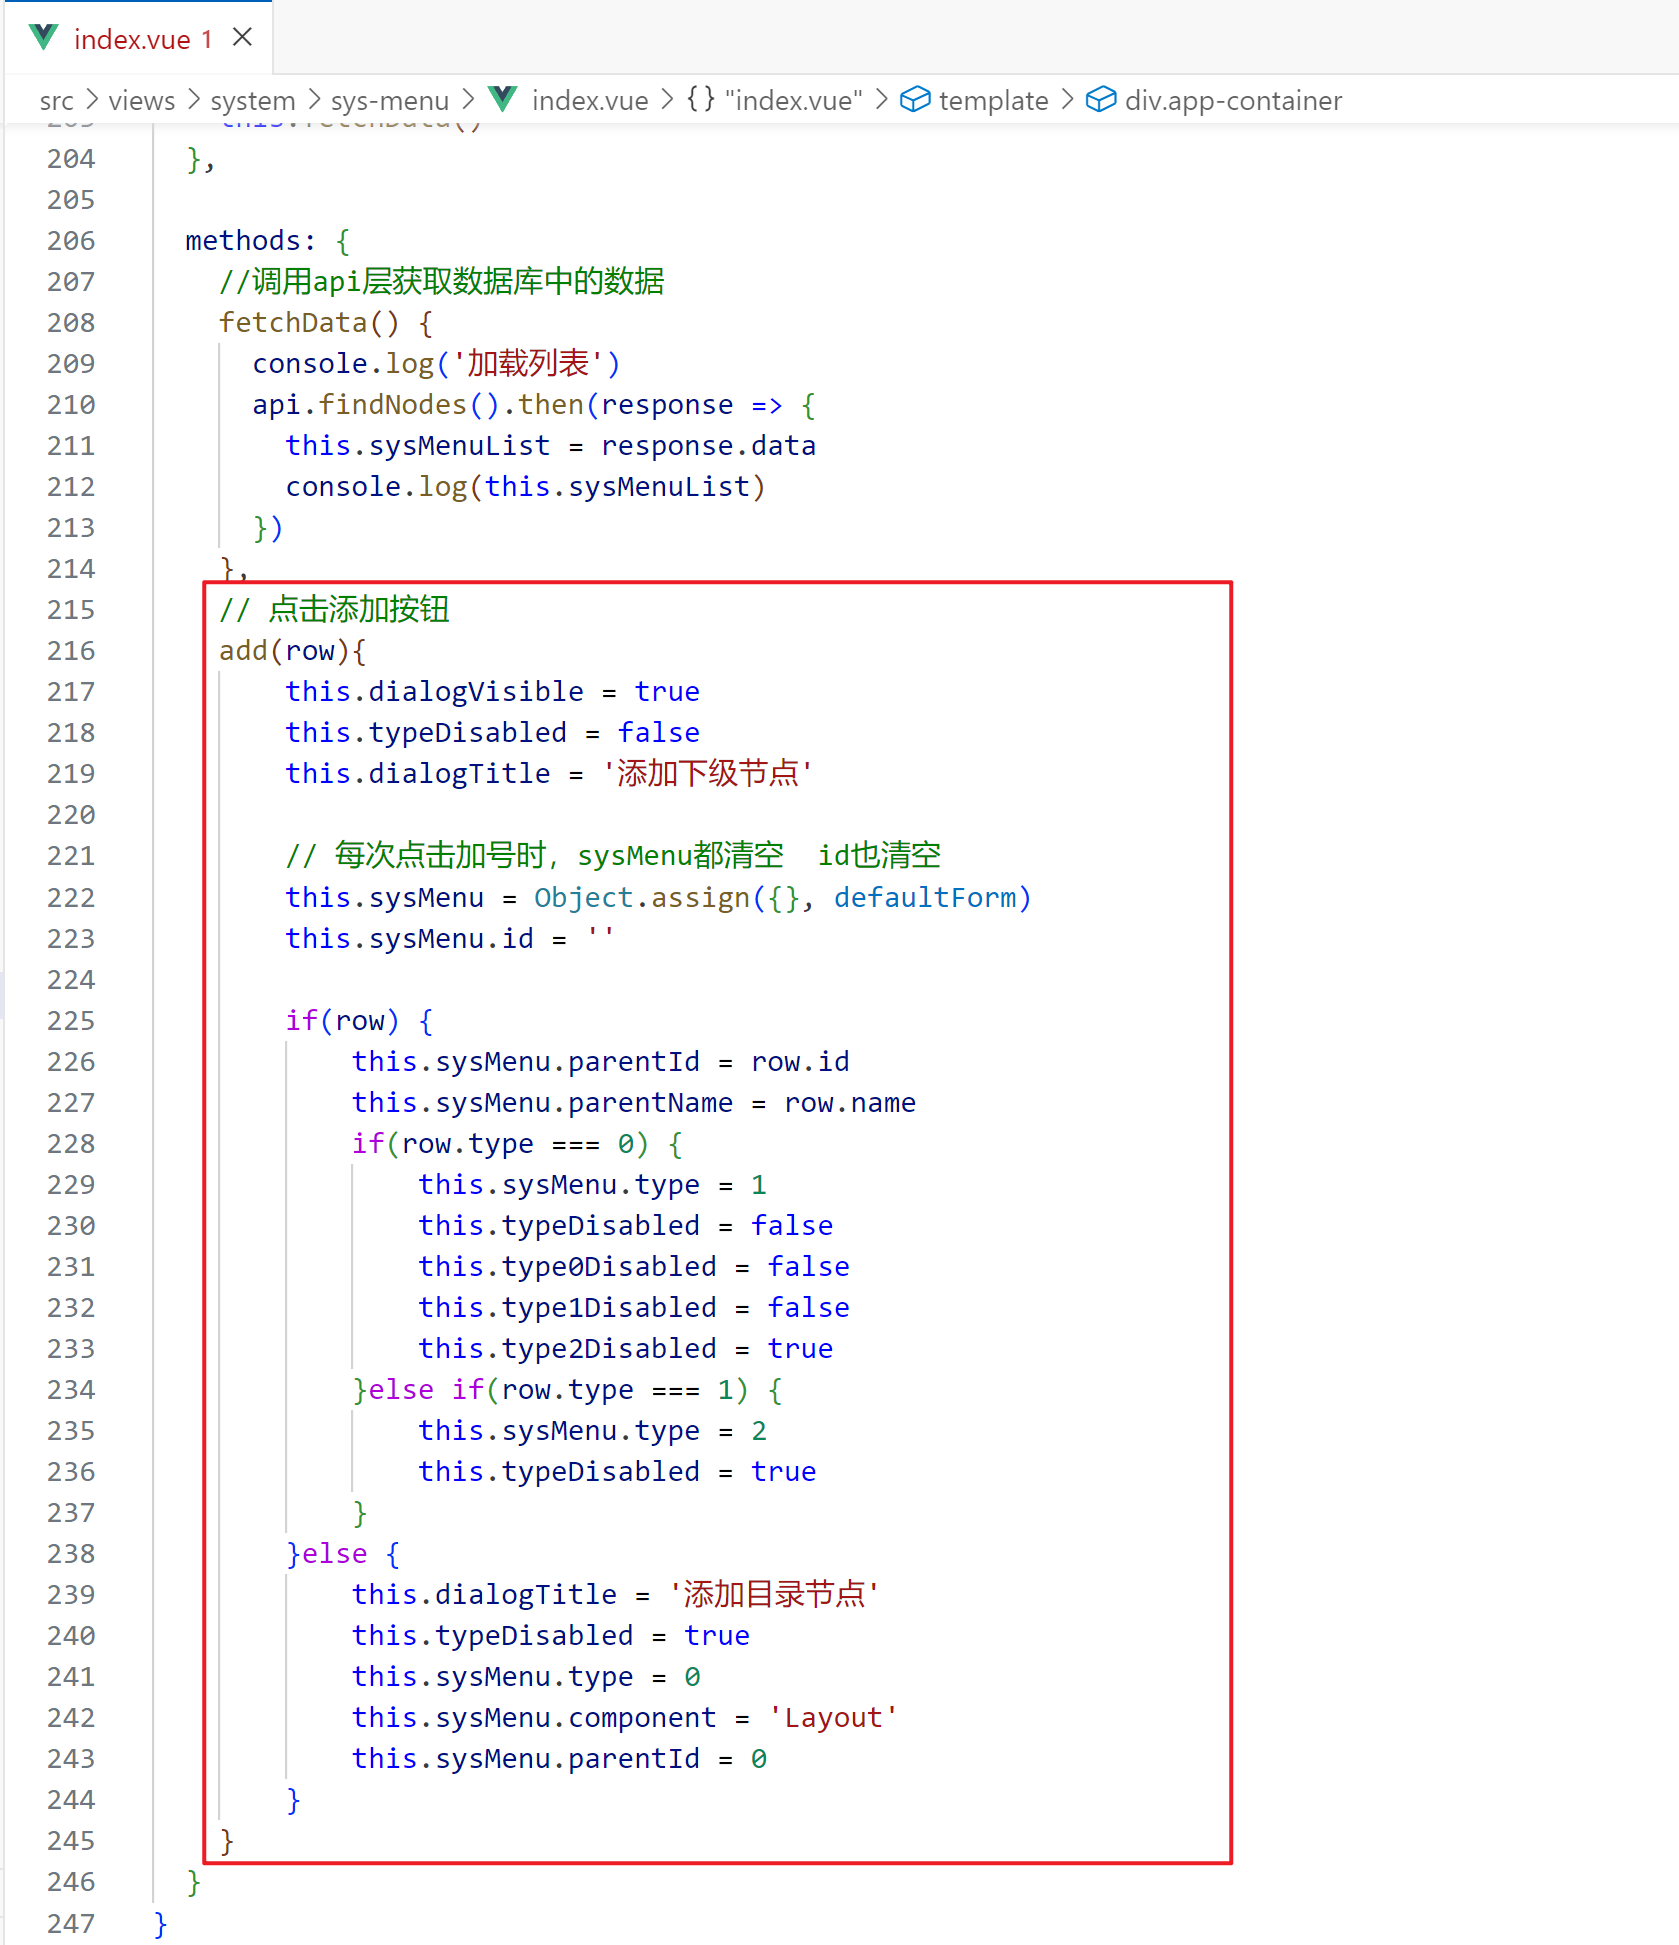 index.vue 1
src > views > system > sys-menu > index.vue > {} "index.vue" > template > div.app-container
203 this.fetchData()
204 },
205
206 methods: {
207 //调用api层获取数据库中的数据
208 fetchData() {
209 console.log('加载列表')
210 api.findNodes().then(response => {
211 this.sysMenuList = response.data
212 console.log(this.sysMenuList)
213 })
214 },
215 // 点击添加按钮
216 add(row){
217 this.dialogVisible = true
218 this.typeDisabled = false
219 this.dialogTitle = '添加下级节点'
220
221 // 每次点击加号时，sysMenu都清空  id也清空
222 this.sysMenu = Object.assign({}, defaultForm)
223 this.sysMenu.id = ''
224
225 if(row) {
226 this.sysMenu.parentId = row.id
227 this.sysMenu.parentName = row.name
228 if(row.type === 0) {
229 this.sysMenu.type = 1
230 this.typeDisabled = false
231 this.type0Disabled = false
232 this.type1Disabled = false
233 this.type2Disabled = true
234 }else if(row.type === 1) {
235 this.sysMenu.type = 2
236 this.typeDisabled = true
237 }
238 }else {
239 this.dialogTitle = '添加目录节点'
240 this.typeDisabled = true
241 this.sysMenu.type = 0
242 this.sysMenu.component = 'Layout'
243 this.sysMenu.parentId = 0
244 }
245 }
246 }
247 }